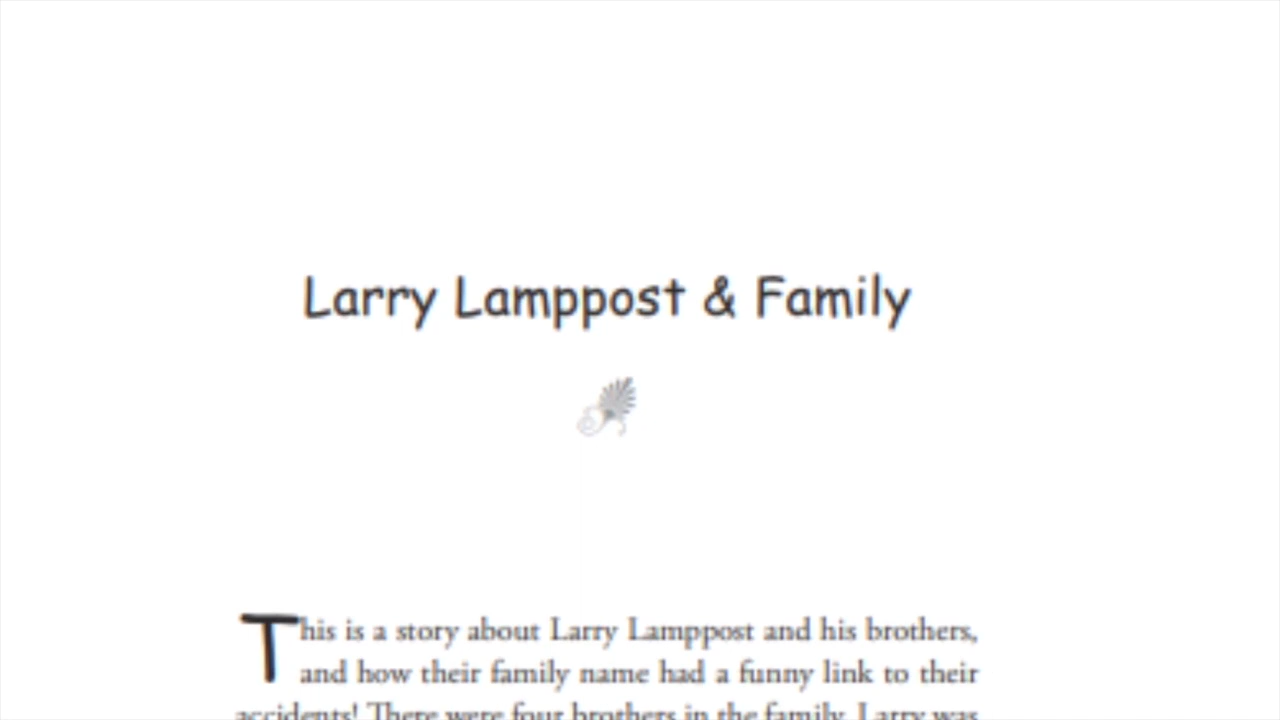 Larry Lamppost & Family
This is a story about Larry Lamppost and his brothers,
and how their family name had a funny link to their
accidents! There were four brothers in the family. Larry was